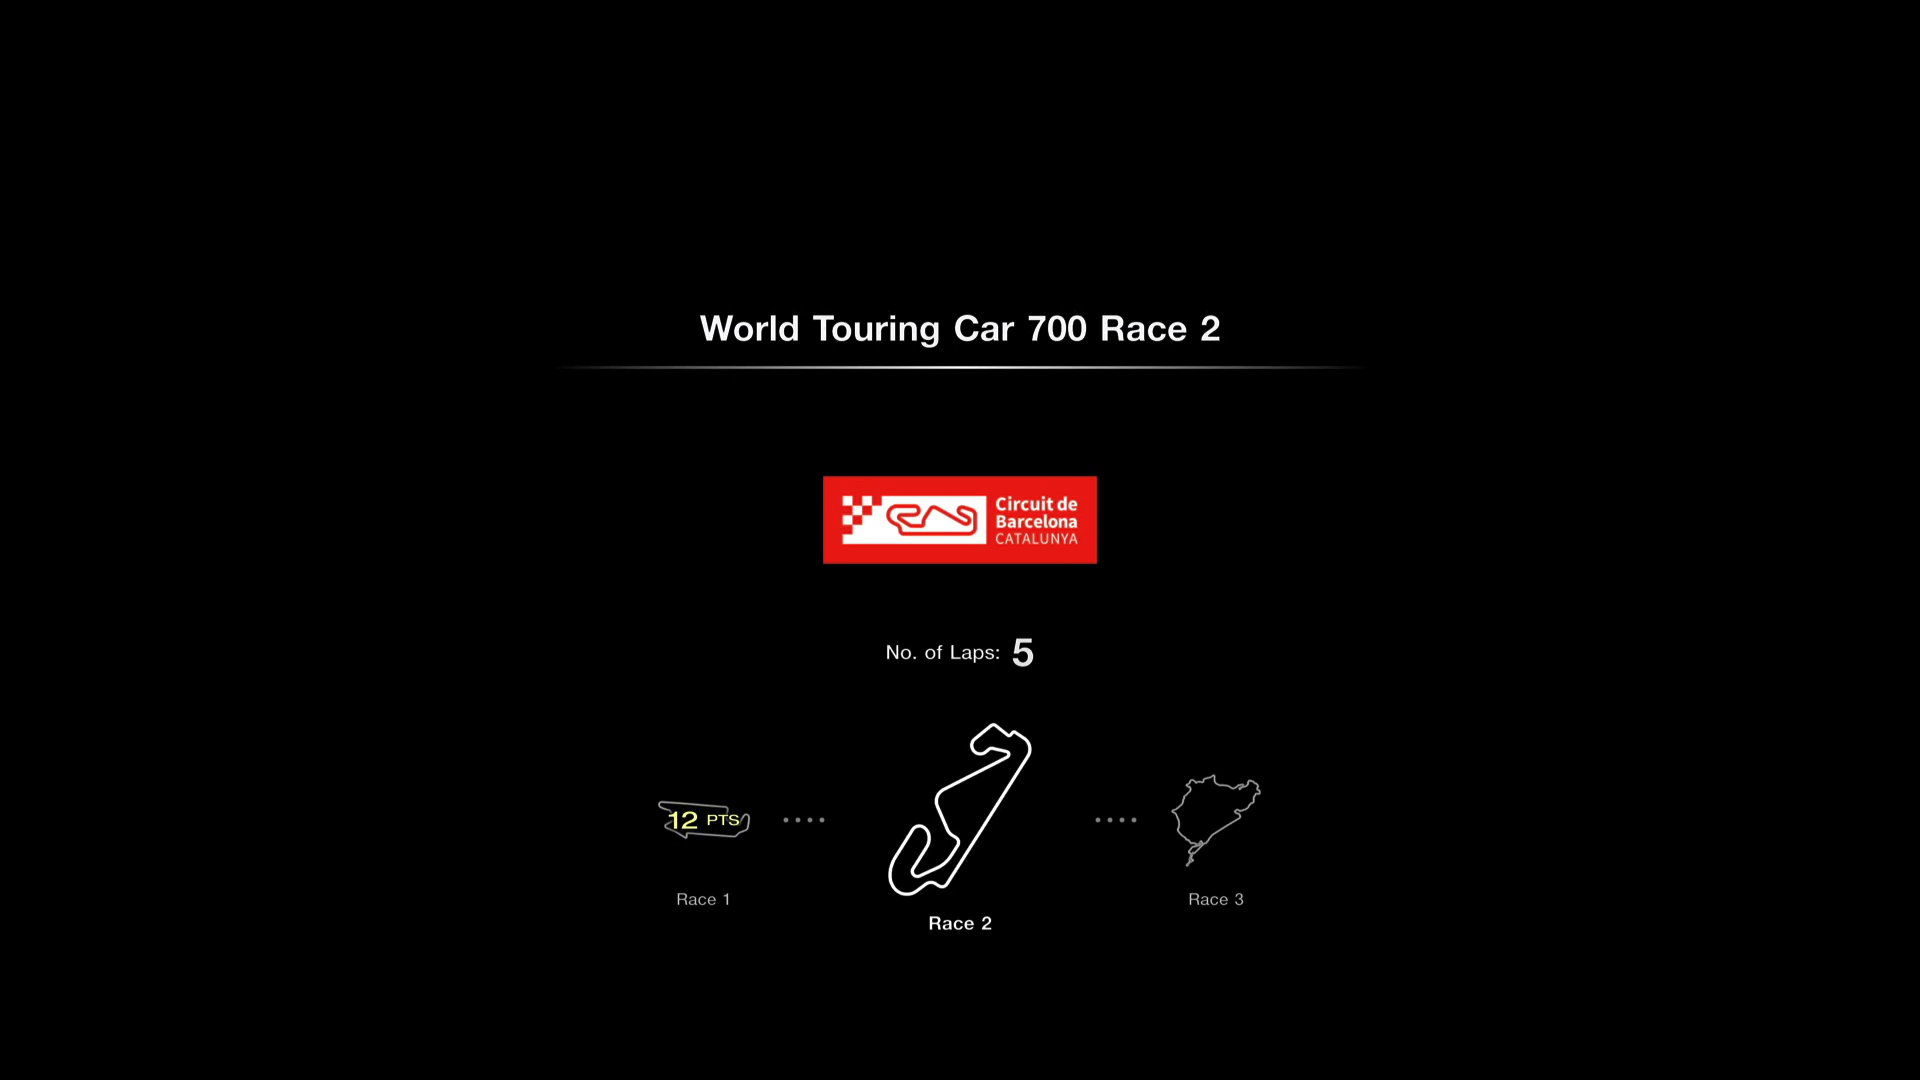 World Touring Car 700 Race 2
Circuit de
Barcelona
CATALUNYA
No. of Laps: 5
12 PTS
Race 1
Race 2
Race 3